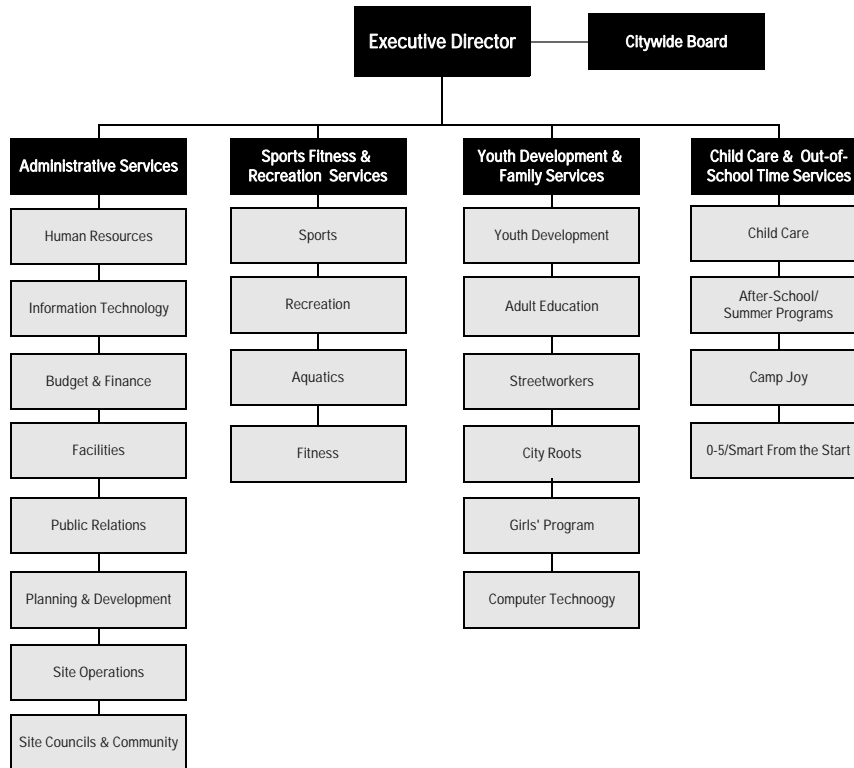 Executive Director
Citywide Board
Administrative Services
Human Resources
Information Technology
Budget & Finance
Facilities
Public Relations
Planning & Development
Site Operations
Site Councils & Community
Sports Fitness &
Recreation Services
Sports
Recreation
Aquatics
Fitness
Youth Development &
Family Services
Youth Development
Adult Education
Streetworkers
City Roots
Girls' Program
Computer Technoogy
Child Care & Out-of-
School Time Services
Child Care
After-School/
Summer Programs
Camp Joy
0-5/Smart From the Start